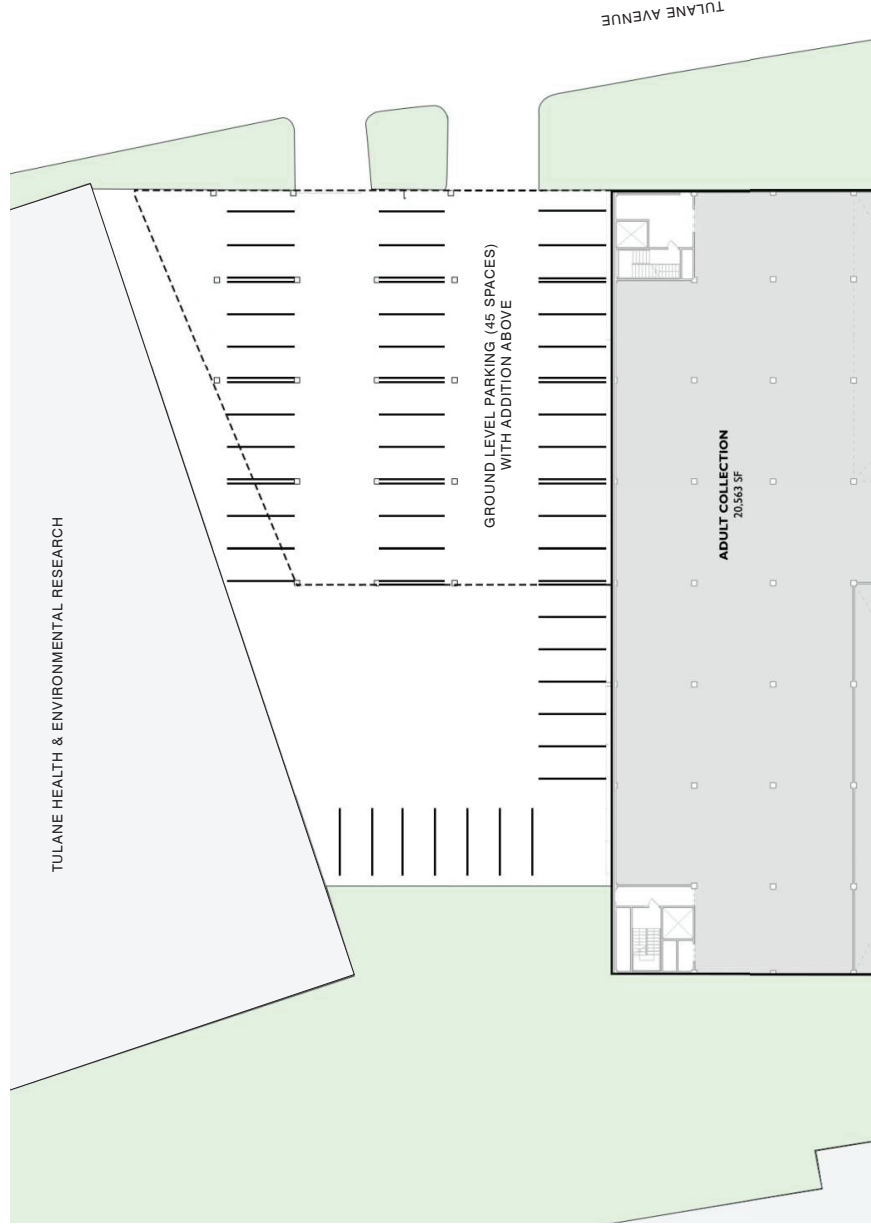 TULANE AVENUE
TULANE HEALTH & ENVIRONMENTAL RESEARCH
GROUND LEVEL PARKING (45 SPACES)
WITH ADDITION ABOVE
ADULT COLLECTION
20,563 SF